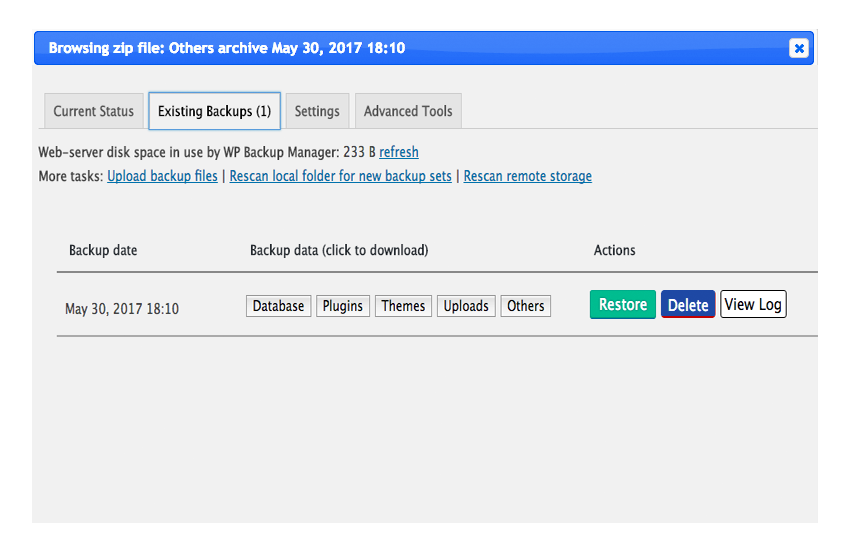 Browsing zip file: Others archive May 30, 2017 18:10
Current Status Existing Backups (1) Settings Advanced Tools
Web-server disk space in use by WP Backup Manager: 233 B refresh
More tasks: Upload backup files | Rescan local folder for new backup sets | Rescan remote storage
Backup date Backup data (click to download) Actions
May 30, 2017 18:10 Database Plugins Themes Uploads Others Restore Delete View Log